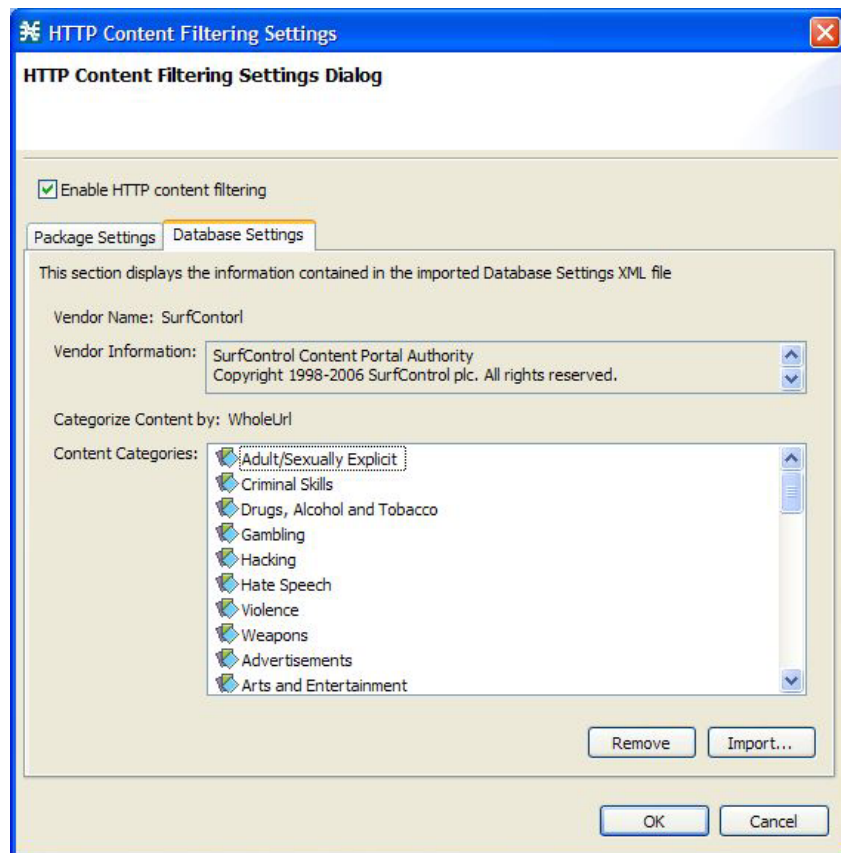 HTTP Content Filtering Settings
HTTP Content Filtering Settings Dialog
Enable HTTP content filtering
Package Settings
Database Settings
This section displays the information contained in the imported Database Settings XML file
Vendor Name: SurfContorl
Vendor Information:
SurfControl Content Portal Authority
Copyright 1998-2006 SurfControl plc. All rights reserved.
Categorize Content by: WholeUrl
Content Categories:
Adult/Sexually Explicit
Criminal Skills
Drugs, Alcohol and Tobacco
Gambling
Hacking
Hate Speech
Violence
Weapons
Advertisements
Arts and Entertainment
Remove
Import...
OK
Cancel